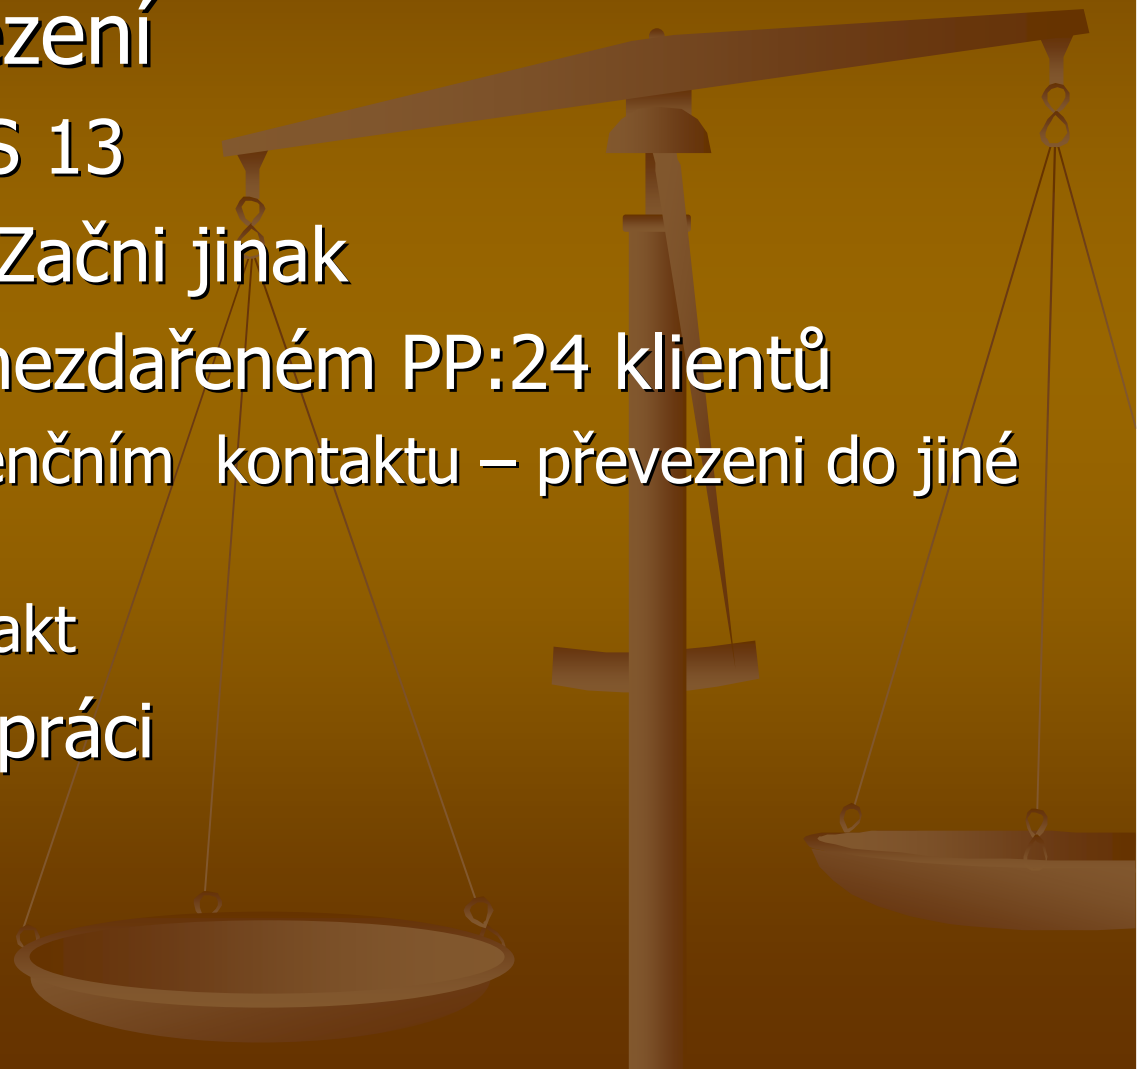 ezení
S 13
Začni jinak
nezdařeném PP:24 klientů
enčním kontaktu – převezeni do jiné
akt
práci